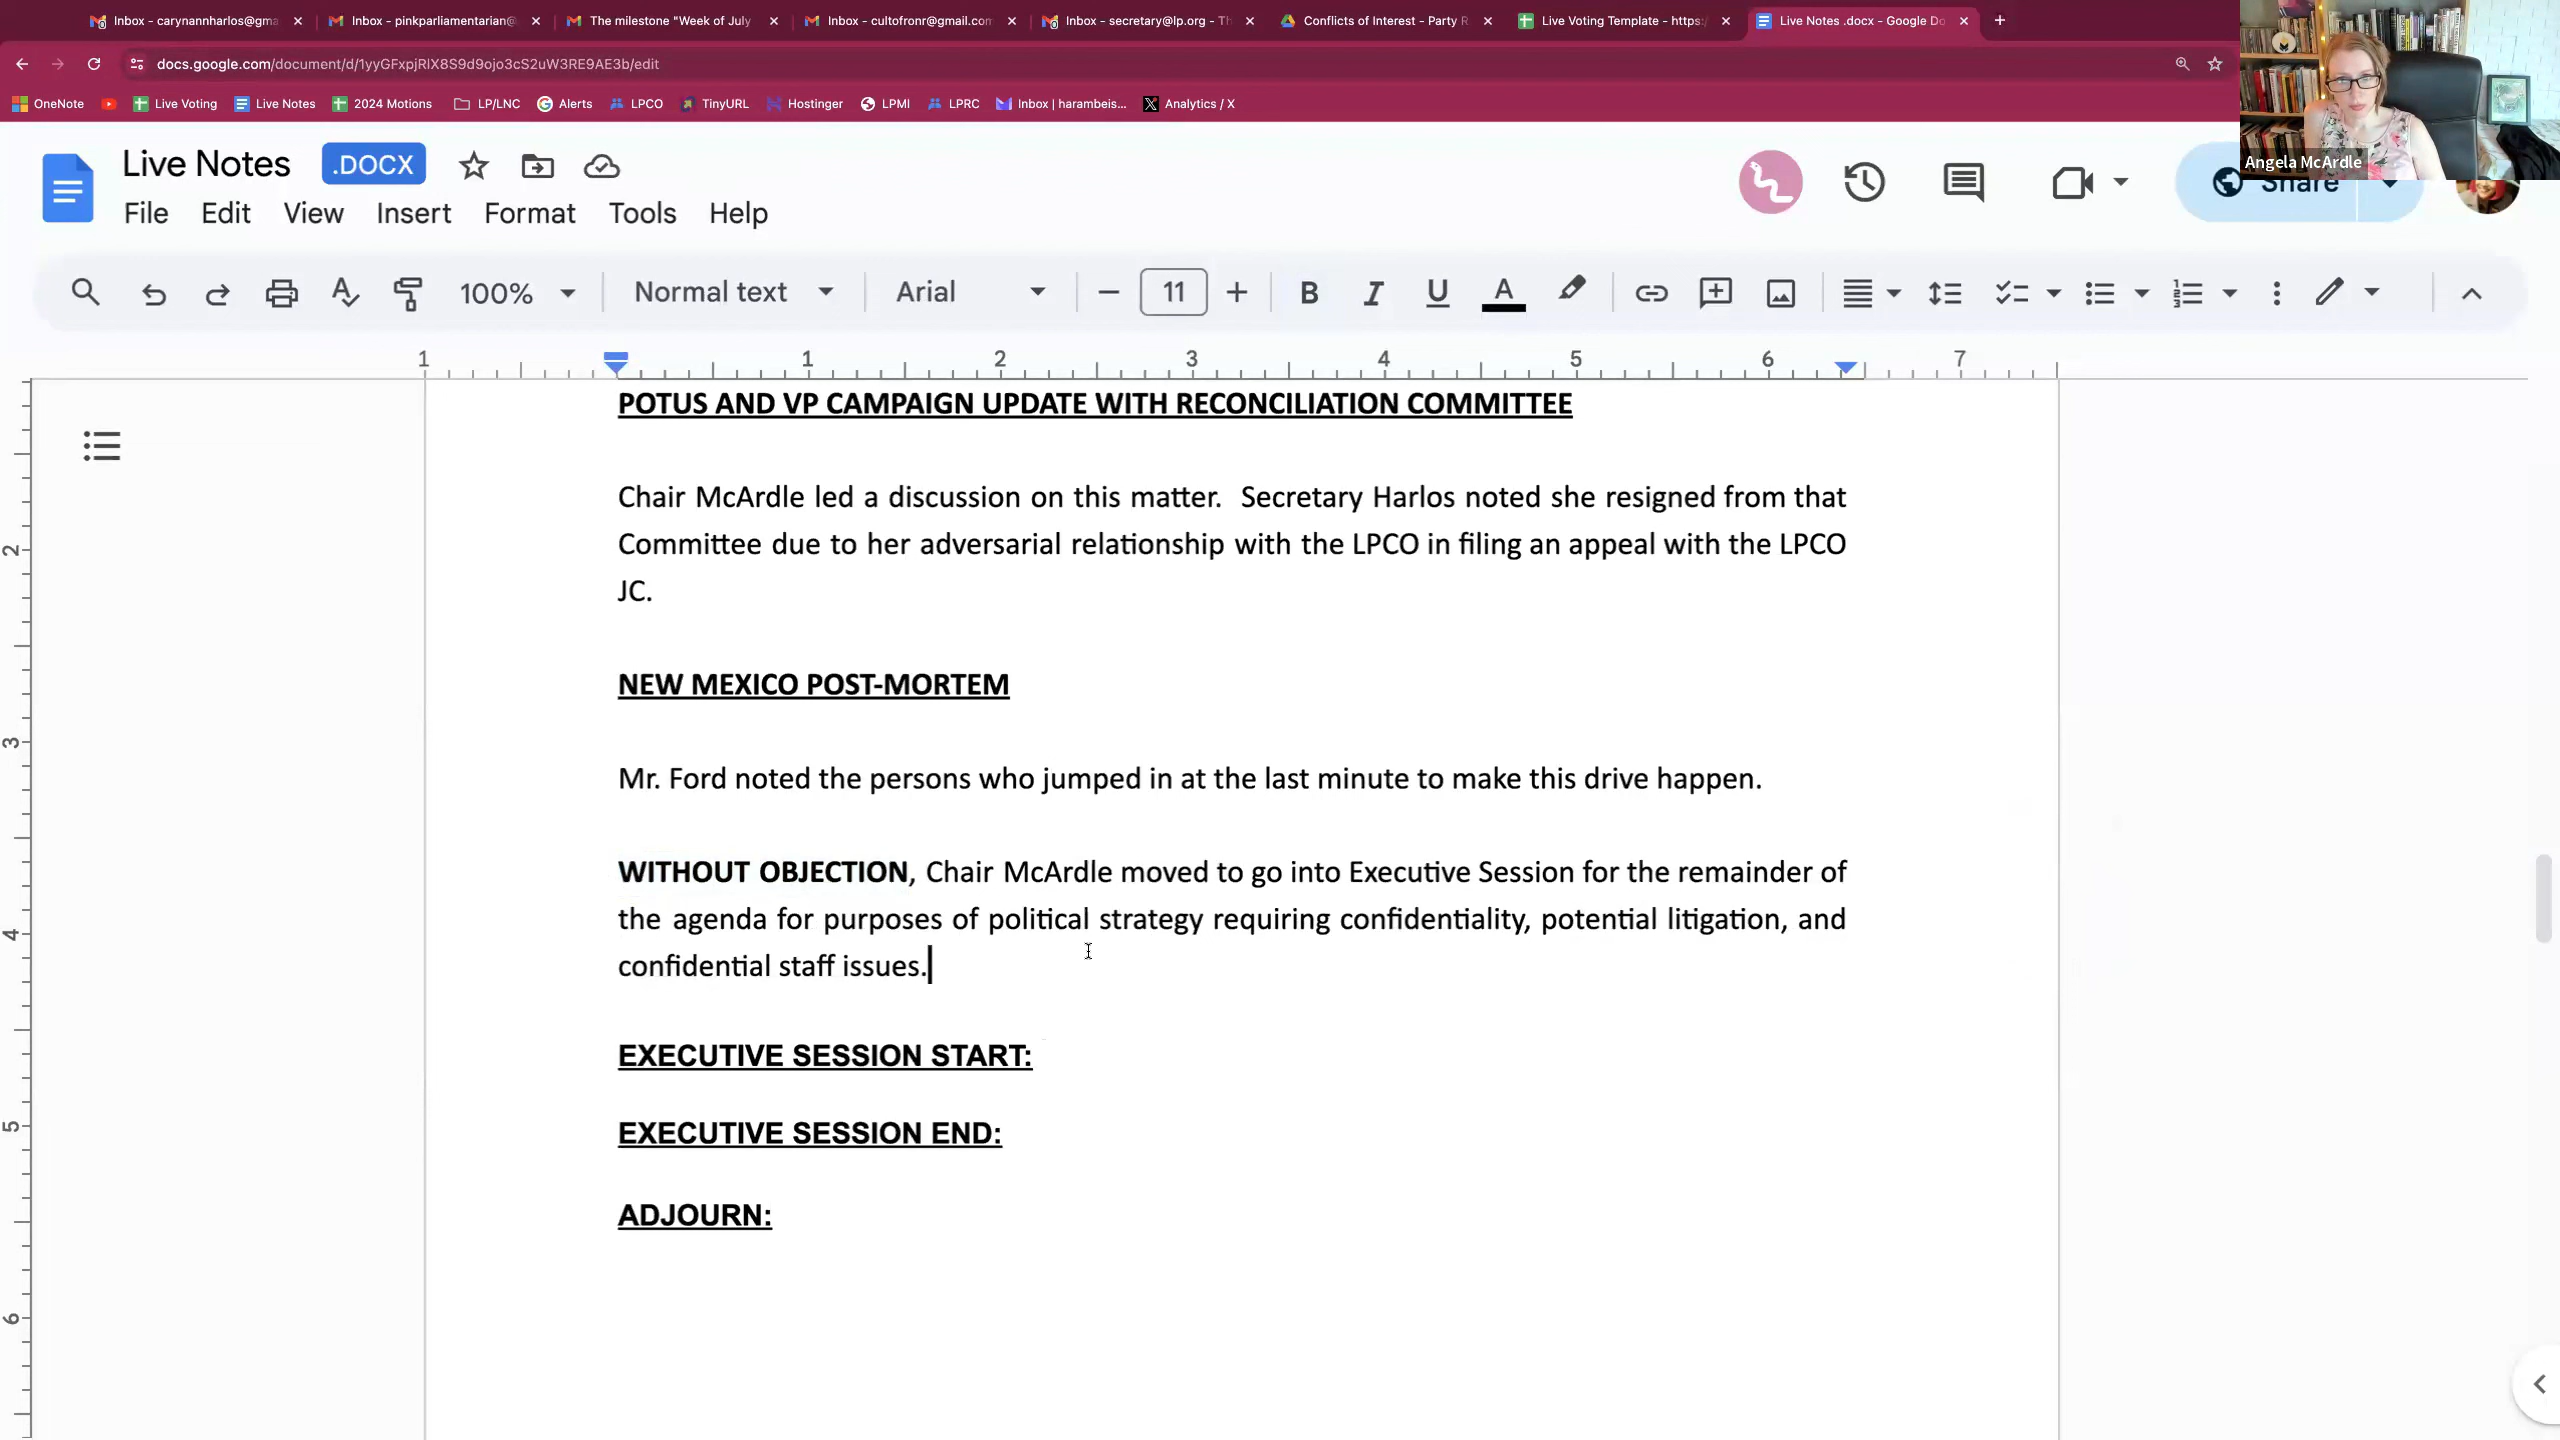 Inbox - carynannharlos@gma
Inbox - pinkparliamentarian@
The milestone "Week of July
Inbox - cultofronr@gmail.com
Inbox - secretary@lp.org - Th
Conflicts of Interest - Party R
Live Voting Template - https:/
Live Notes .docx - Google Do
docs.google.com/document/d/1yyGFxpjRlX8S9d9ojo3cS2uW3RE9AE3b/edit
OneNote
Live Voting
Live Notes
2024 Motions
LP/LNC
Alerts
LPCO
TinyURL
Hostinger
LPMI
LPRC
Inbox | harambeis...
Analytics / X
Angela McArdle
Live Notes
.DOCX
Share
File Edit View Insert Format Tools Help
100%
Normal text
Arial
11
1 1 2 3 4 5 6 7
POTUS AND VP CAMPAIGN UPDATE WITH RECONCILIATION COMMITTEE
Chair McArdle led a discussion on this matter. Secretary Harlos noted she resigned from that
Committee due to her adversarial relationship with the LPCO in filing an appeal with the LPCO
JC.
NEW MEXICO POST-MORTEM
Mr. Ford noted the persons who jumped in at the last minute to make this drive happen.
WITHOUT OBJECTION, Chair McArdle moved to go into Executive Session for the remainder of
the agenda for purposes of political strategy requiring confidentiality, potential litigation, and
confidential staff issues.
EXECUTIVE SESSION START:
EXECUTIVE SESSION END:
ADJOURN:
2
3
4
5
6